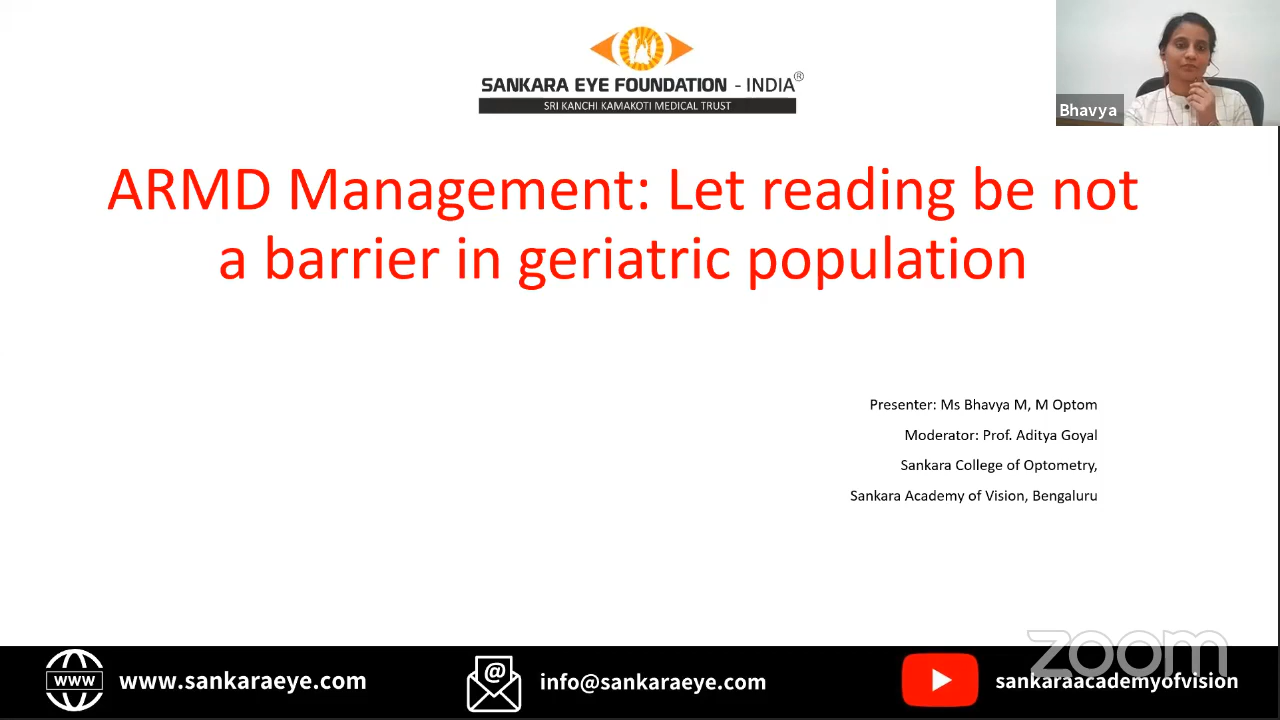 SANKARA EYE FOUNDATION - INDIA®
SRI KANCHI KAMAKOTI MEDICAL TRUST
Bhavya
ARMD Management: Let reading be not
a barrier in geriatric population
Presenter: Ms Bhavya M, M Optom
Moderator: Prof. Aditya Goyal
Sankara College of Optometry,
Sankara Academy of Vision, Bengaluru
zoom
WWW www.sankaraeye.com
@ info@sankaraeye.com
sankaraacademyofvision